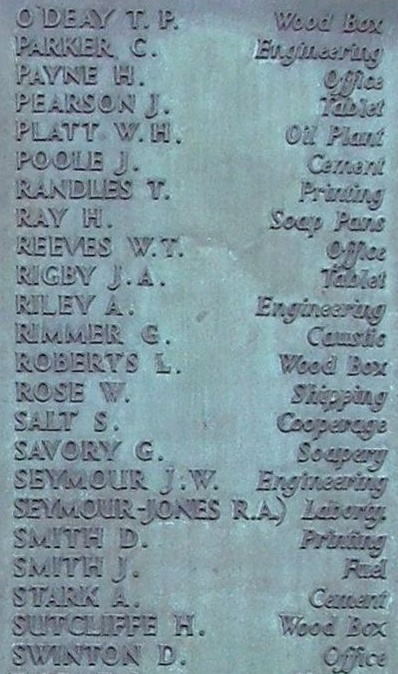 O'DEAY T. P. Wood Box
PARKER C. Engineering
PAYNE H. Office
PEARSON J. Tablet
PLATT W. H. Oil Plant
POOLE J. Cement
RANDLES T. Printing
RAY H. Soap Pans
REEVES W. T. Office
RIGBY J. A. Tablet
RILEY A. Engineering
RIMMER G. Caustic
ROBERTS L. Wood Box
ROSE W. Shipping
SALT S. Cooperage
SAVORY G. Soapery
SEYMOUR J. W. Engineering
SEYMOUR-JONES R.A.) Labortry.
SMITH D. Printing
SMITH J. Fuel
STARK A. Cement
SUTCLIFFE H. Wood Box
SWINTON D. Office